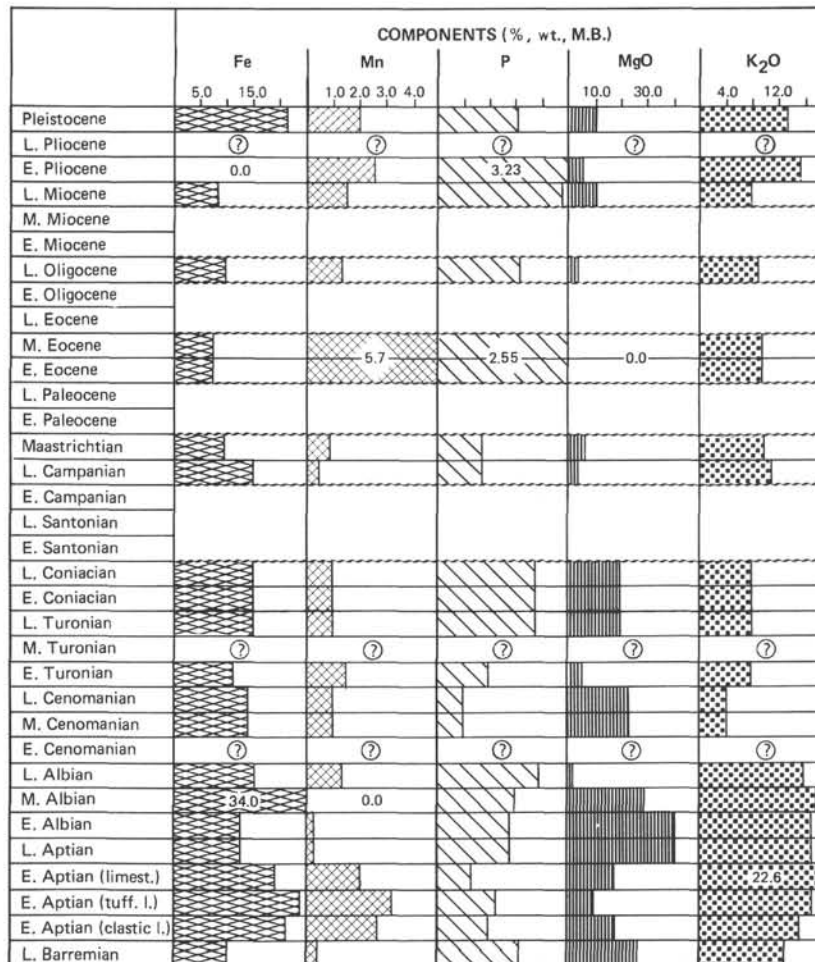 COMPONENTS (%, wt., M.B.)
Fe Mn P MgO K2O
5.0 15.0 1.0 2.0 3.0 4.0 10.0 30.0 4.0 12.0
Pleistocene
L. Pliocene ? ? ? ? ?
E. Pliocene 0.0 3.23
L. Miocene
M. Miocene
E. Miocene
L. Oligocene
E. Oligocene
L. Eocene
M. Eocene
5.7 2.55 0.0
E. Eocene
L. Paleocene
E. Paleocene
Maastrichtian
L. Campanian
E. Campanian
L. Santonian
E. Santonian
L. Coniacian
E. Coniacian
L. Turonian
M. Turonian ? ? ? ? ?
E. Turonian
L. Cenomanian
M. Cenomanian
E. Cenomanian ? ? ? ? ?
L. Albian
M. Albian 34.0 0.0
E. Albian
L. Aptian
E. Aptian (limest.) 22.6
E. Aptian (tuff. l.)
E. Aptian (clastic l.)
L. Barremian